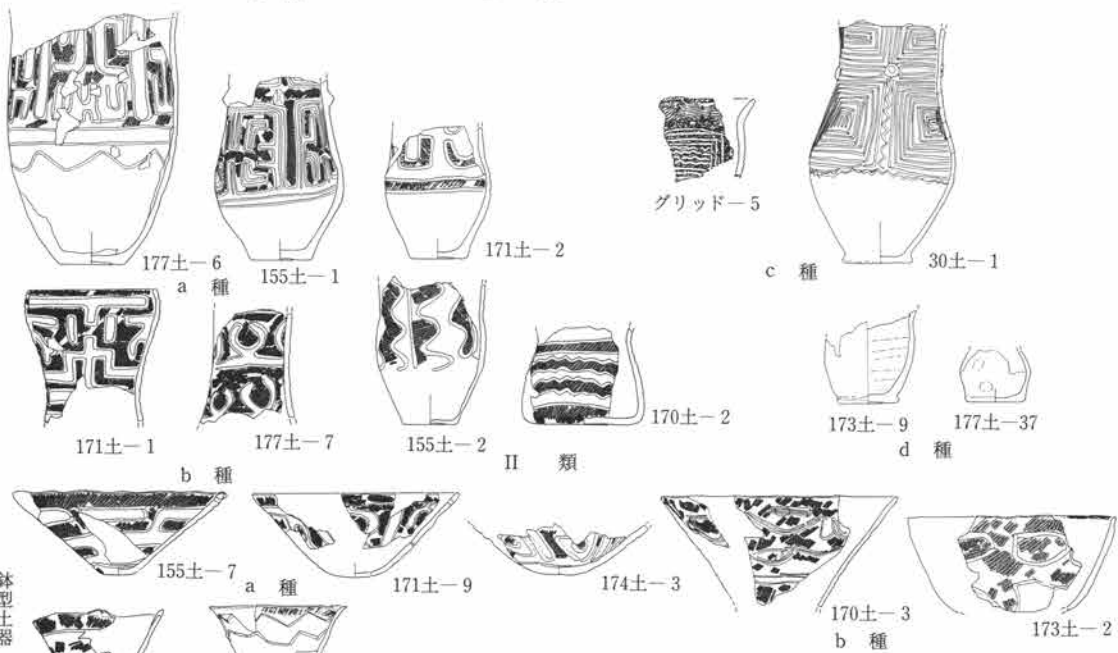 グリッド—5
177土—6
155土—1
171土—2
30土—1
a 種
c 種
171土—1
177土—7
155土—2
170土—2
173土—9
177土—37
b 種
II 類
d 種
155土—7
171土—9
174土—3
170土—3
173土—2
a 種
b 種
鉢型土器